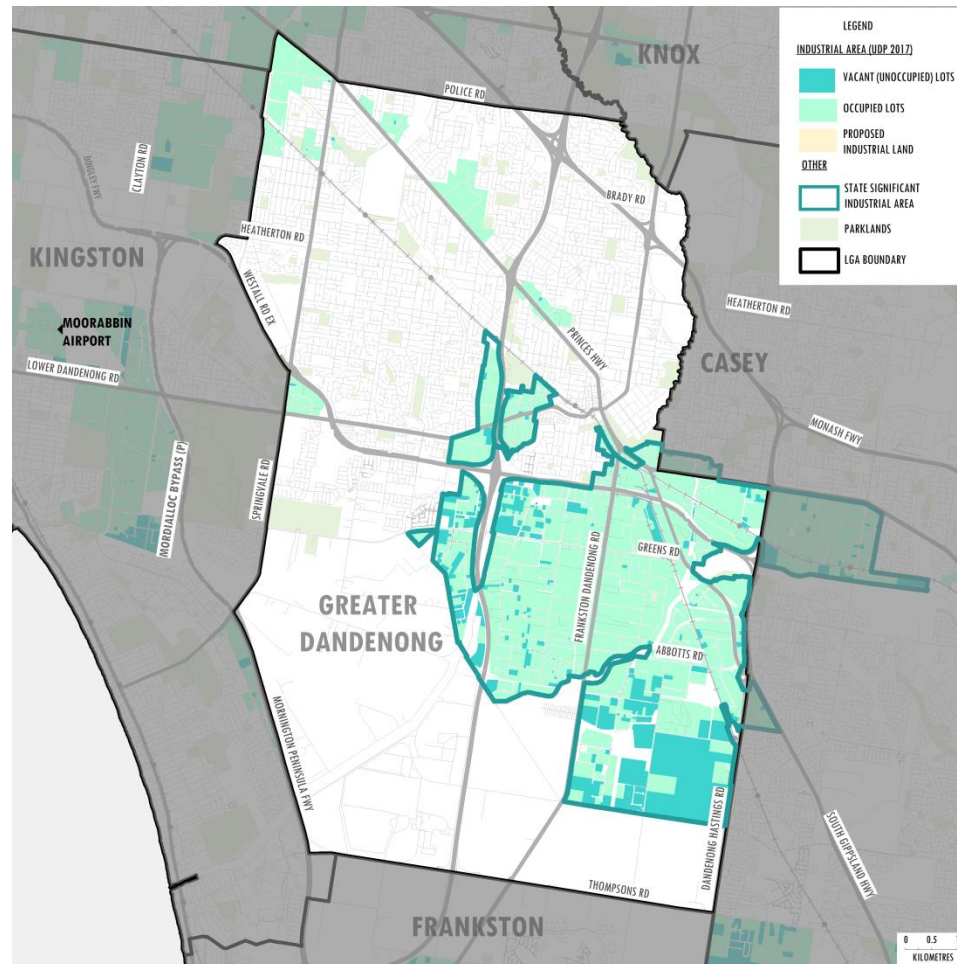 LEGEND
INDUSTRIAL AREA (UDP 2017)
VACANT (UNOCCUPIED) LOTS
OCCUPIED LOTS
PROPOSED
INDUSTRIAL LAND
OTHER
STATE SIGNIFICANT
INDUSTRIAL AREA
PARKLANDS
LGA BOUNDARY
KNOX
POLICE RD
CLAYTON RD
DINGLEY FWY
BRADY RD
HEATHERTON RD
KINGSTON
WESTALL RD EX
HEATHERTON RD
MOORABBIN
AIRPORT
PRINCES HWY
CASEY
LOWER DANDENONG RD
MONASH FWY
MORDIALLOC BYPASS (P)
SPRINGVALE RD
GREENS RD
FRANKSTON DANDENONG RD
GREATER
DANDENONG
ABBOTTS RD
MORNINGTON PENINSULA FWY
DANDENONG HASTINGS RD
SOUTH GIPPSLAND HWY
THOMPSONS RD
FRANKSTON
0 0.5 1
KILOMETRES